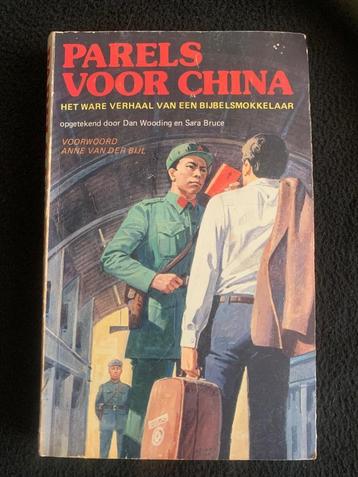 PARELS
VOOR CHINA
HET WARE VERHAAL VAN EEN BIJBELSMOKKELAAR
opgetekend door Dan Wooding en Sara Bruce
VOORWOORD
ANNE VAN DER BIJL